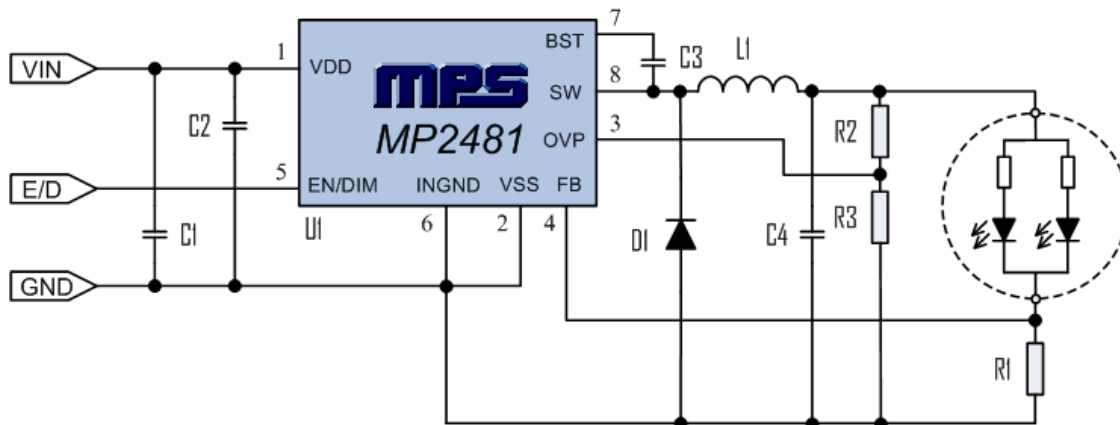 7
BST
C3
L1
VIN
1
VDD
MPS
8
SW
C2
MP2481
3
OVP
R2
E/D
5
EN/DIM
INGND
VSS
FB
U1
6
2
4
C1
D1
C4
R3
GND
R1